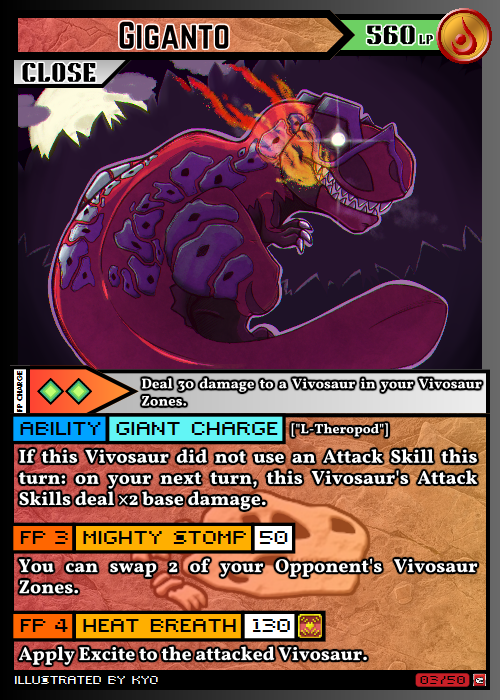 GIGANTO
560 LP
CLOSE
FP CHARGE
Deal 30 damage to a Vivosaur in your Vivosaur
Zones.
ABILITY GIANT CHARGE ["L-Theropod"]
If this Vivosaur did not use an Attack Skill this
turn: on your next turn, this Vivosaur's Attack
Skills deal ×2 base damage.
FP 3 MIGHTY STOMP 50
You can swap 2 of your Opponent's Vivosaur
Zones.
FP 4 HEAT BREATH 130
Apply Excite to the attacked Vivosaur.
ILLUSTRATED BY KYO
03/50